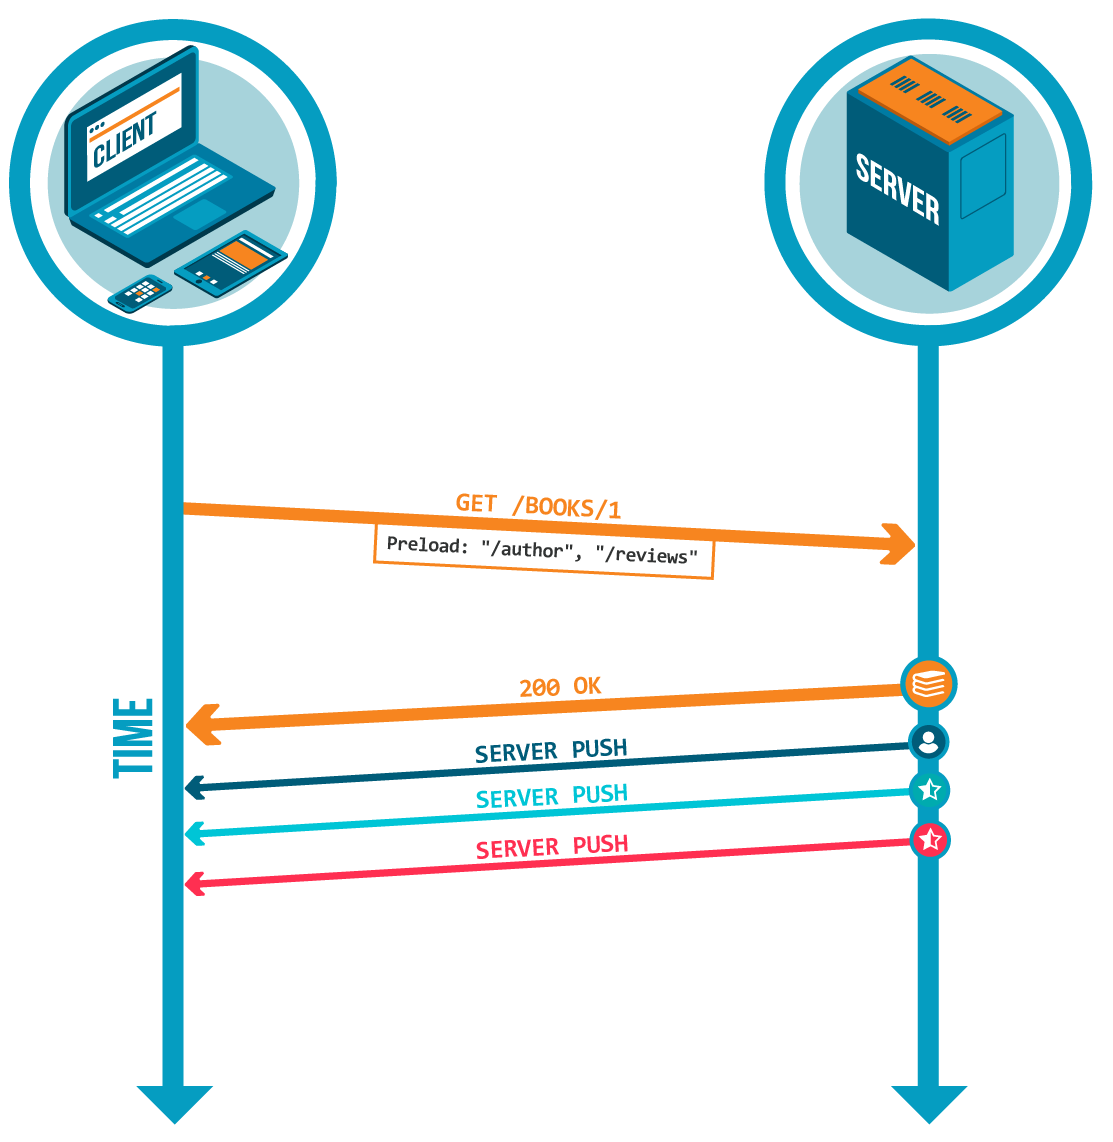 CLIENT
SERVER
GET /BOOKS/1
Preload: "/author", "/reviews"
TIME
200 OK
SERVER PUSH
SERVER PUSH
SERVER PUSH